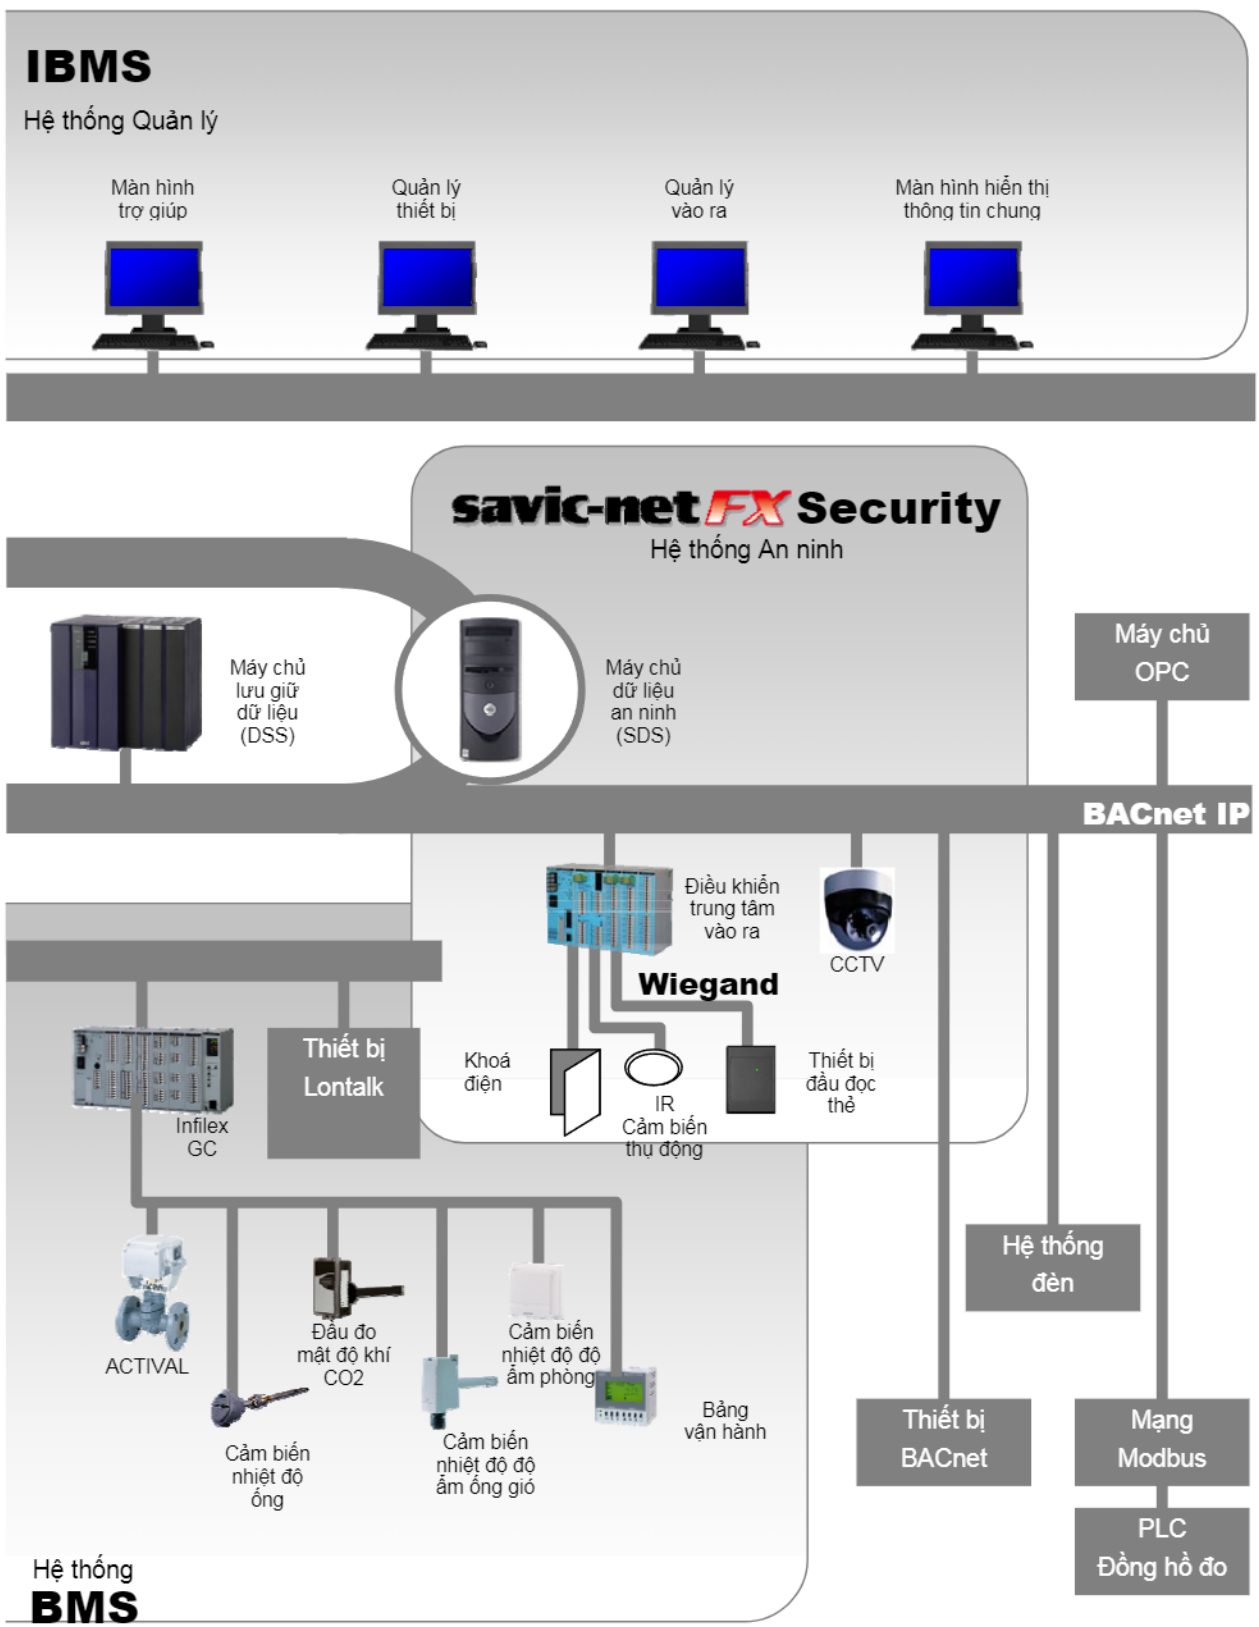 IBMS
Hệ thống Quản lý
Màn hình
trợ giúp
Quản lý
thiết bị
Quản lý
vào ra
Màn hình hiển thị
thông tin chung
savic-net FX Security
Hệ thống An ninh
Máy chủ
lưu giữ
dữ liệu
(DSS)
Máy chủ
dữ liệu
an ninh
(SDS)
Máy chủ
OPC
BACnet IP
Điều khiển
trung tâm
vào ra
CCTV
Wiegand
Khoá
điện
IR
Cảm biến
thụ động
Thiết bị
đầu đọc
thẻ
Infilex
GC
Thiết bị
Lontalk
ACTIVAL
Cảm biến
nhiệt độ
ống
Đầu đo
mật độ khí
CO2
Cảm biến
nhiệt độ độ
ẩm ống gió
Cảm biến
nhiệt độ độ
ẩm phòng
Bảng
vận hành
Hệ thống
đèn
Thiết bị
BACnet
Mạng
Modbus
PLC
Đồng hồ đo
Hệ thống
BMS